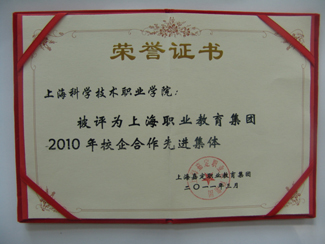 荣誉证书
上海科学技术职业学院：
被评为上海职业教育集团
2010年校企合作先进集体
上海嘉定职业教育集团
二〇一一年三月